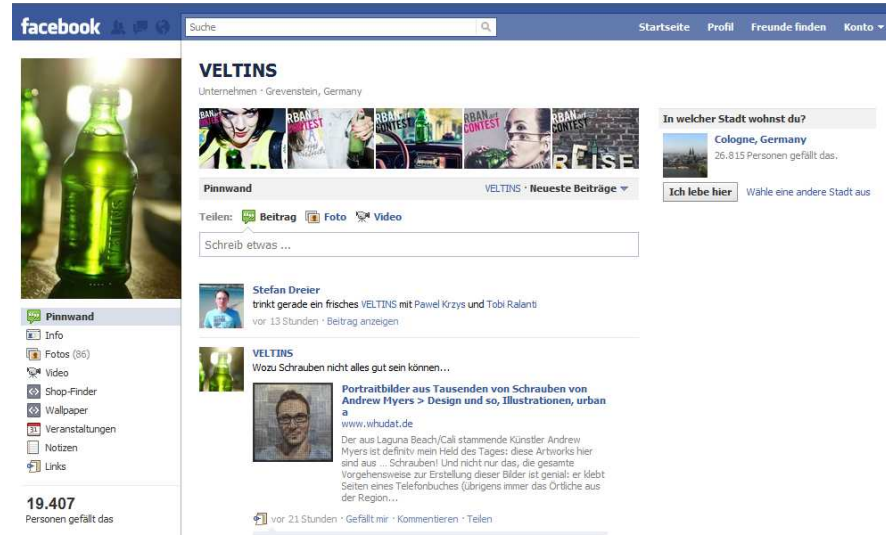 facebook
Suche
Startseite Profil Freunde finden Konto
VELTINS
Unternehmen · Grevenstein, Germany
RBANart CONTEST
REISE
In welcher Stadt wohnst du?
Cologne, Germany
26.815 Personen gefällt das.
Ich lebe hier Wähle eine andere Stadt aus
Pinnwand VELTINS · Neueste Beiträge
Teilen: Beitrag Foto Video
Schreib etwas ...
Stefan Dreier
trinkt gerade ein frisches VELTINS mit Pawel Krzys und Tobi Ralanti
vor 13 Stunden · Beitrag anzeigen
VELTINS
Wozu Schrauben nicht alles gut sein können...
Portraitbilder aus Tausenden von Schrauben von
Andrew Myers > Design und so, Illustrationen, urban
a
www.whudat.de
Der aus Laguna Beach/Cali stammende Künstler Andrew
Myers ist definitv mein Held des Tages: diese Artworks hier
sind aus ... Schrauben! Und nicht nur das, die gesamte
Vorgehensweise zur Erstellung dieser Bilder ist genial: er klebt
Seiten eines Telefonbuches (übrigens immer das Örtliche aus
der Region...
vor 21 Stunden · Gefällt mir · Kommentieren · Teilen
VELTINS
Pinnwand
Info
Fotos (86)
Video
Shop-Finder
Wallpaper
31 Veranstaltungen
Notizen
Links
19.407
Personen gefällt das